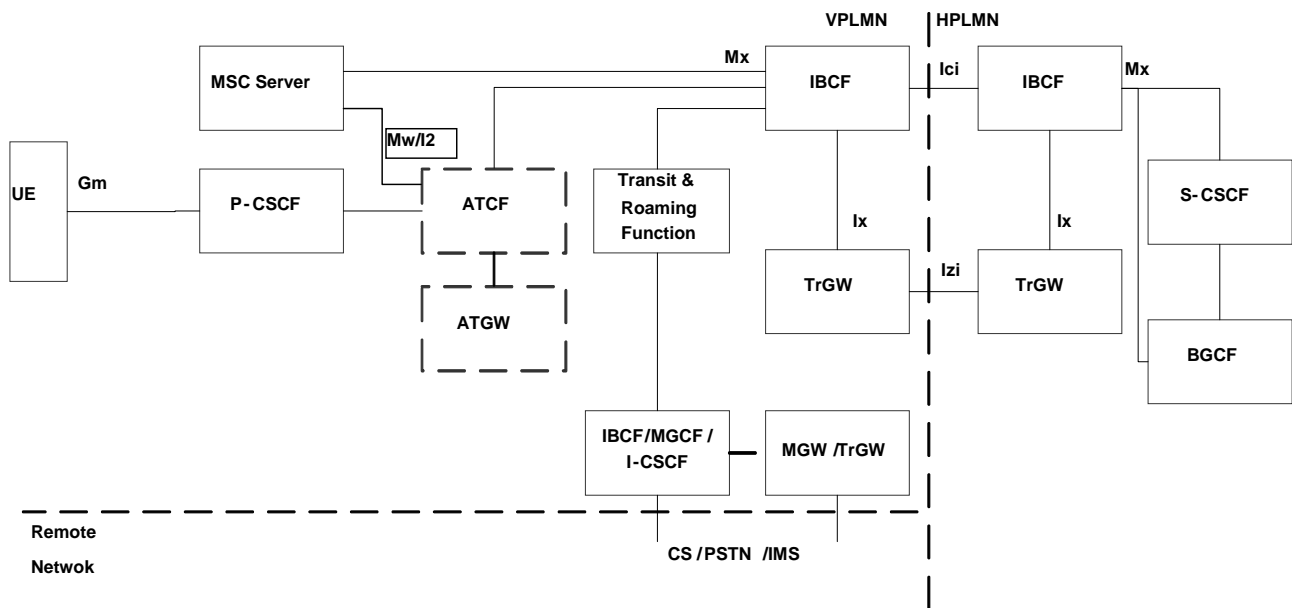 VPLMN
HPLMN
MSC Server
Mx
IBCF
Ici
IBCF
Mx
Mw/I2
UE
Gm
P-CSCF
ATCF
Transit &
Roaming
Function
S-CSCF
Ix
Ix
TrGW
Izi
TrGW
ATGW
BGCF
IBCF/MGCF/
I-CSCF
MGW /TrGW
Remote
Netwok
CS/PSTN /IMS